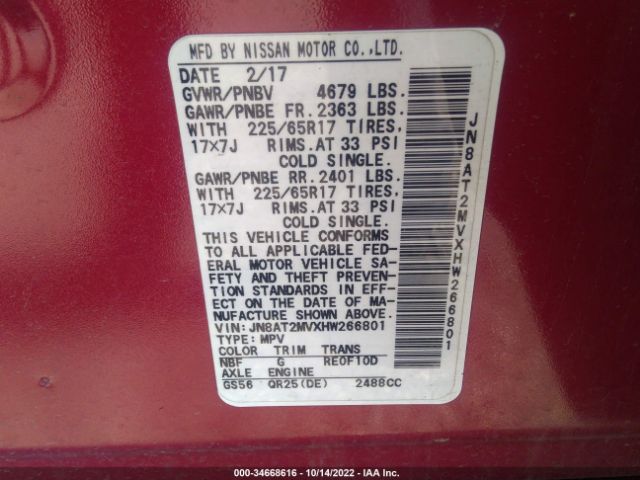 MFD BY NISSAN MOTOR CO.,LTD.
DATE 2/17
GVWR/PNBV 4679 LBS.
GAWR/PNBE FR. 2363 LBS.
WITH 225/65R17 TIRES,
17×7J RIMS.AT 33 PSI
COLD SINGLE.
GAWR/PNBE RR. 2401 LBS.
WITH 225/65R17 TIRES,
17×7J RIMS.AT 33 PSI
COLD SINGLE.
THIS VEHICLE CONFORMS
TO ALL APPLICABLE FED-
ERAL MOTOR VEHICLE SA-
FETY AND THEFT PREVEN-
TION STANDARDS IN EFF-
ECT ON THE DATE OF MA-
NUFACTURE SHOWN ABOVE.
VIN: JN8AT2MVXHW266801
TYPE: MPV
COLOR TRIM TRANS
NBF G RE0F10D
AXLE ENGINE
GS56 QR25(DE) 2488CC
JN8AT2MVXHW266801
000-34668616 - 10/14/2022 - IAA Inc.